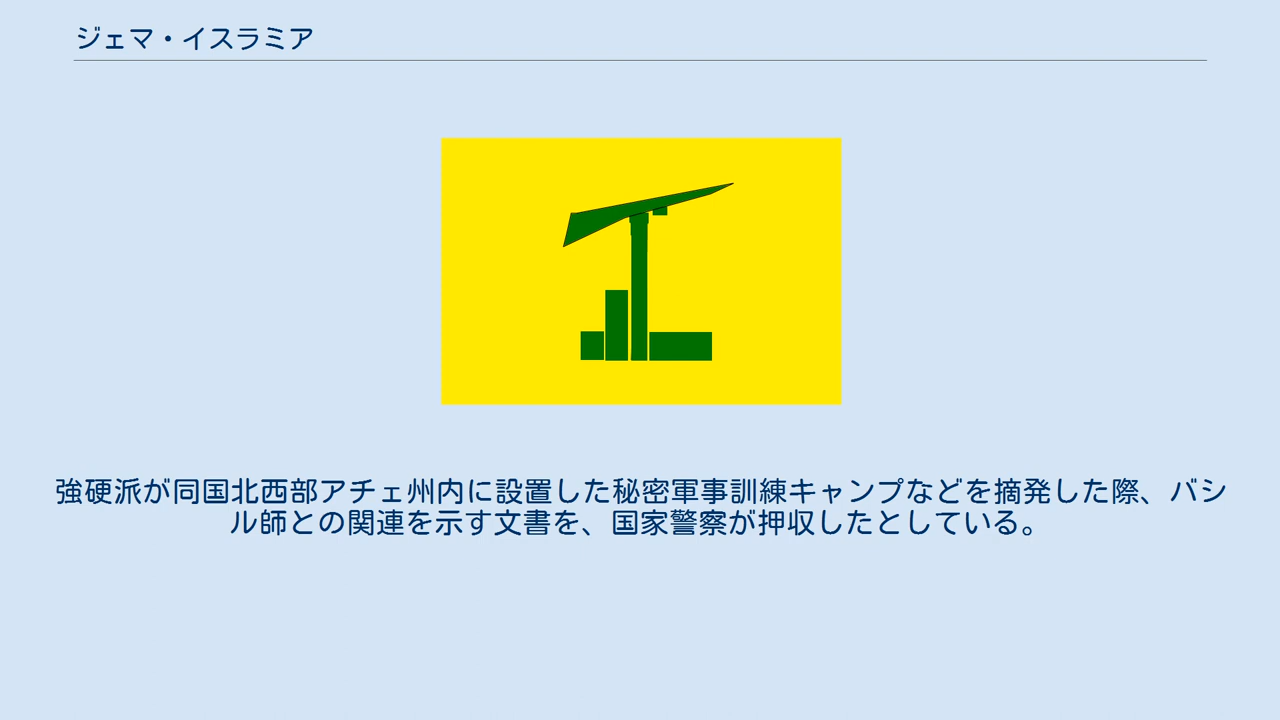 ジェマ・イスラミア
強硬派が同国北西部アチェ州内に設置した秘密軍事訓練キャンプなどを摘発した際、バシ
ル師との関連を示す文書を、国家警察が押収したとしている。